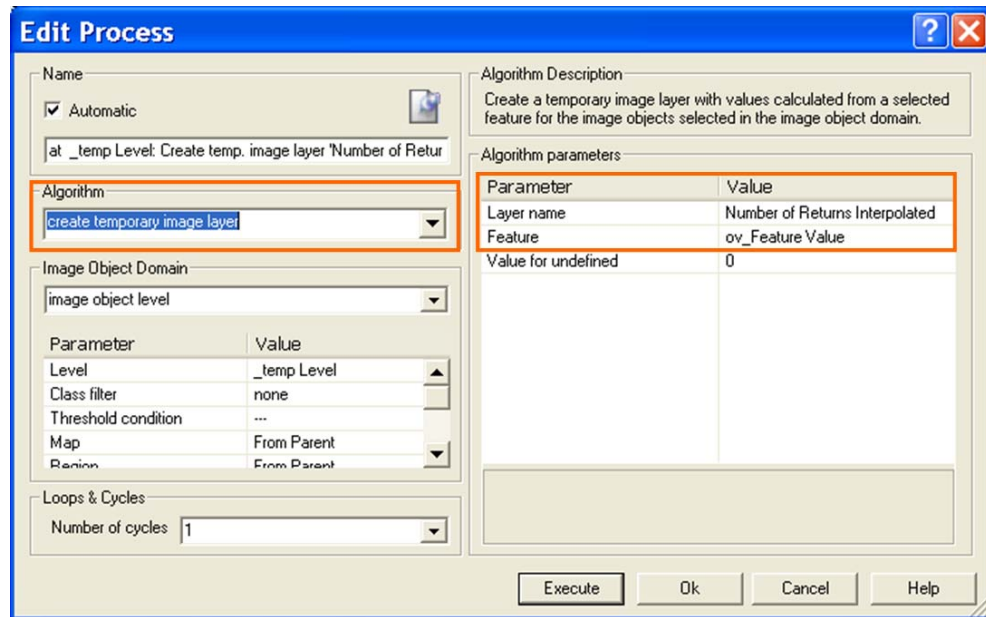 Edit Process
Name
Automatic
at _temp Level: Create temp. image layer 'Number of Retur
Algorithm
create temporary image layer
Image Object Domain
image object level
Parameter Value
Level _temp Level
Class filter none
Threshold condition ---
Map From Parent
Region From Parent
Loops & Cycles
Number of cycles 1
Algorithm Description
Create a temporary image layer with values calculated from a selected
feature for the image objects selected in the image object domain.
Algorithm parameters
Parameter Value
Layer name Number of Returns Interpolated
Feature ov_Feature Value
Value for undefined 0
Execute Ok Cancel Help